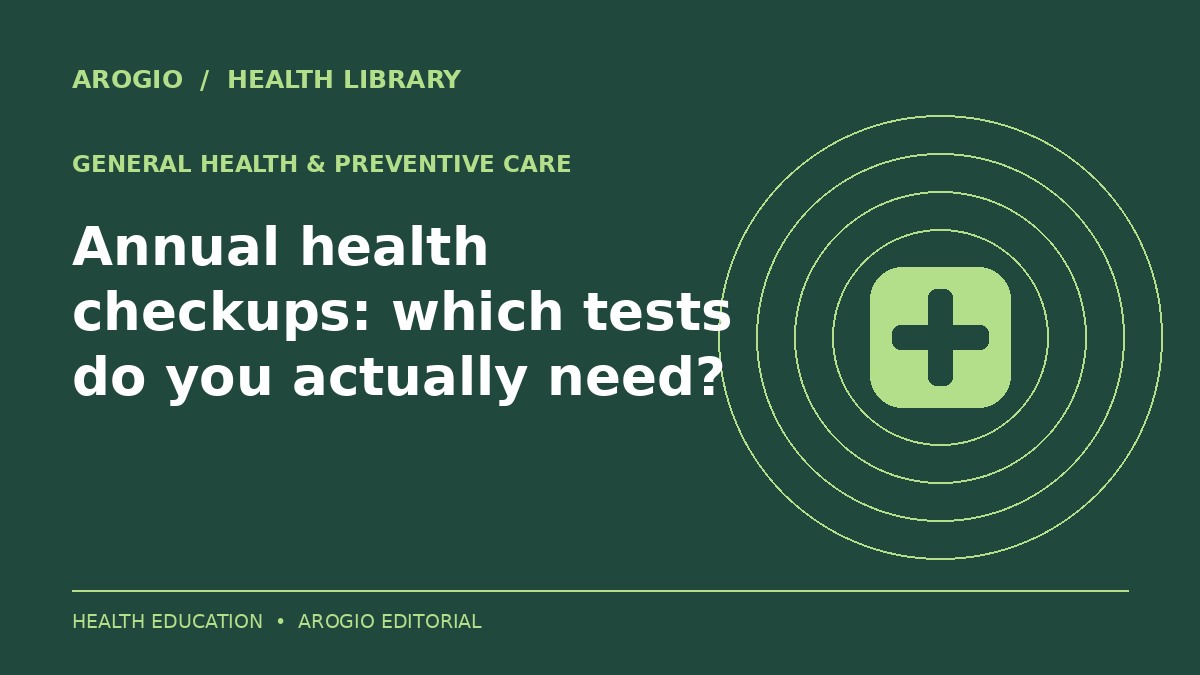 AROGIO / HEALTH LIBRARY
GENERAL HEALTH & PREVENTIVE CARE
Annual health
checkups: which tests
do you actually need?
HEALTH EDUCATION • AROGIO EDITORIAL